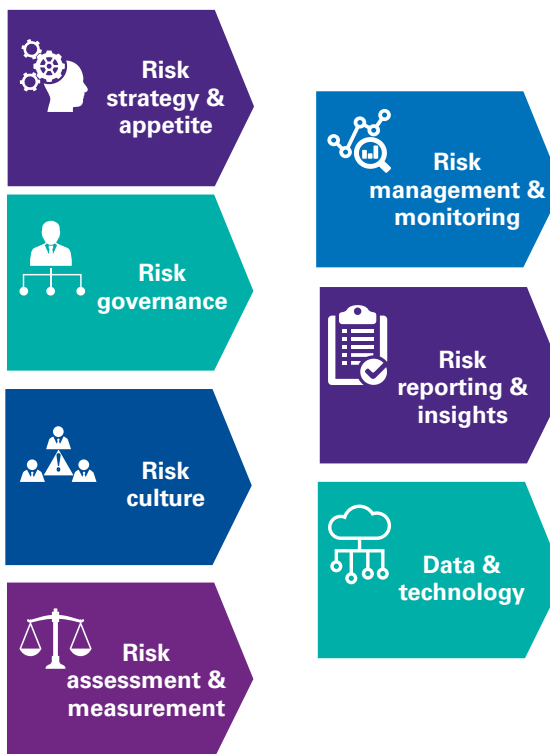 Risk
strategy &
appetite
Risk
governance
Risk
culture
Risk
assessment &
measurement
Risk
management &
monitoring
Risk
reporting &
insights
Data &
technology